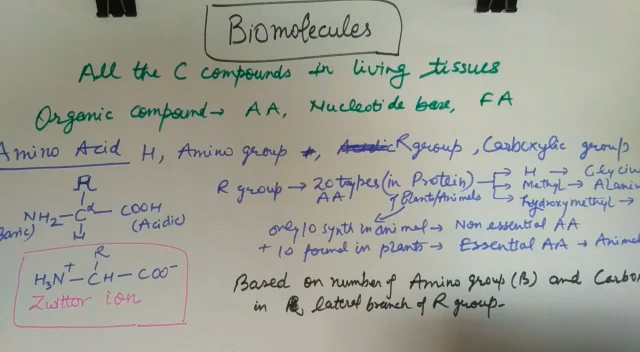 Biomolecules
All the C compounds in living tissues
Organic compound → AA, Nucleotide base, FA
Amino Acid H, Amino group, R group, Carboxylic group
R group → 20 types (in Protein) → H → Glycin
AA of Plants/Animals → Methyl → Alanin
→ hydroxymethyl →
R
NH2 - C α - COOH
(Basic) H (Acidic)
only 10 synth in animal → Non essential AA
+ 10 formed in plants → Essential AA → Animal
R
H3N+ - CH - COO-
Zwitter ion
Based on number of Amino group (B) and Carbox
in lateral branch of R group.